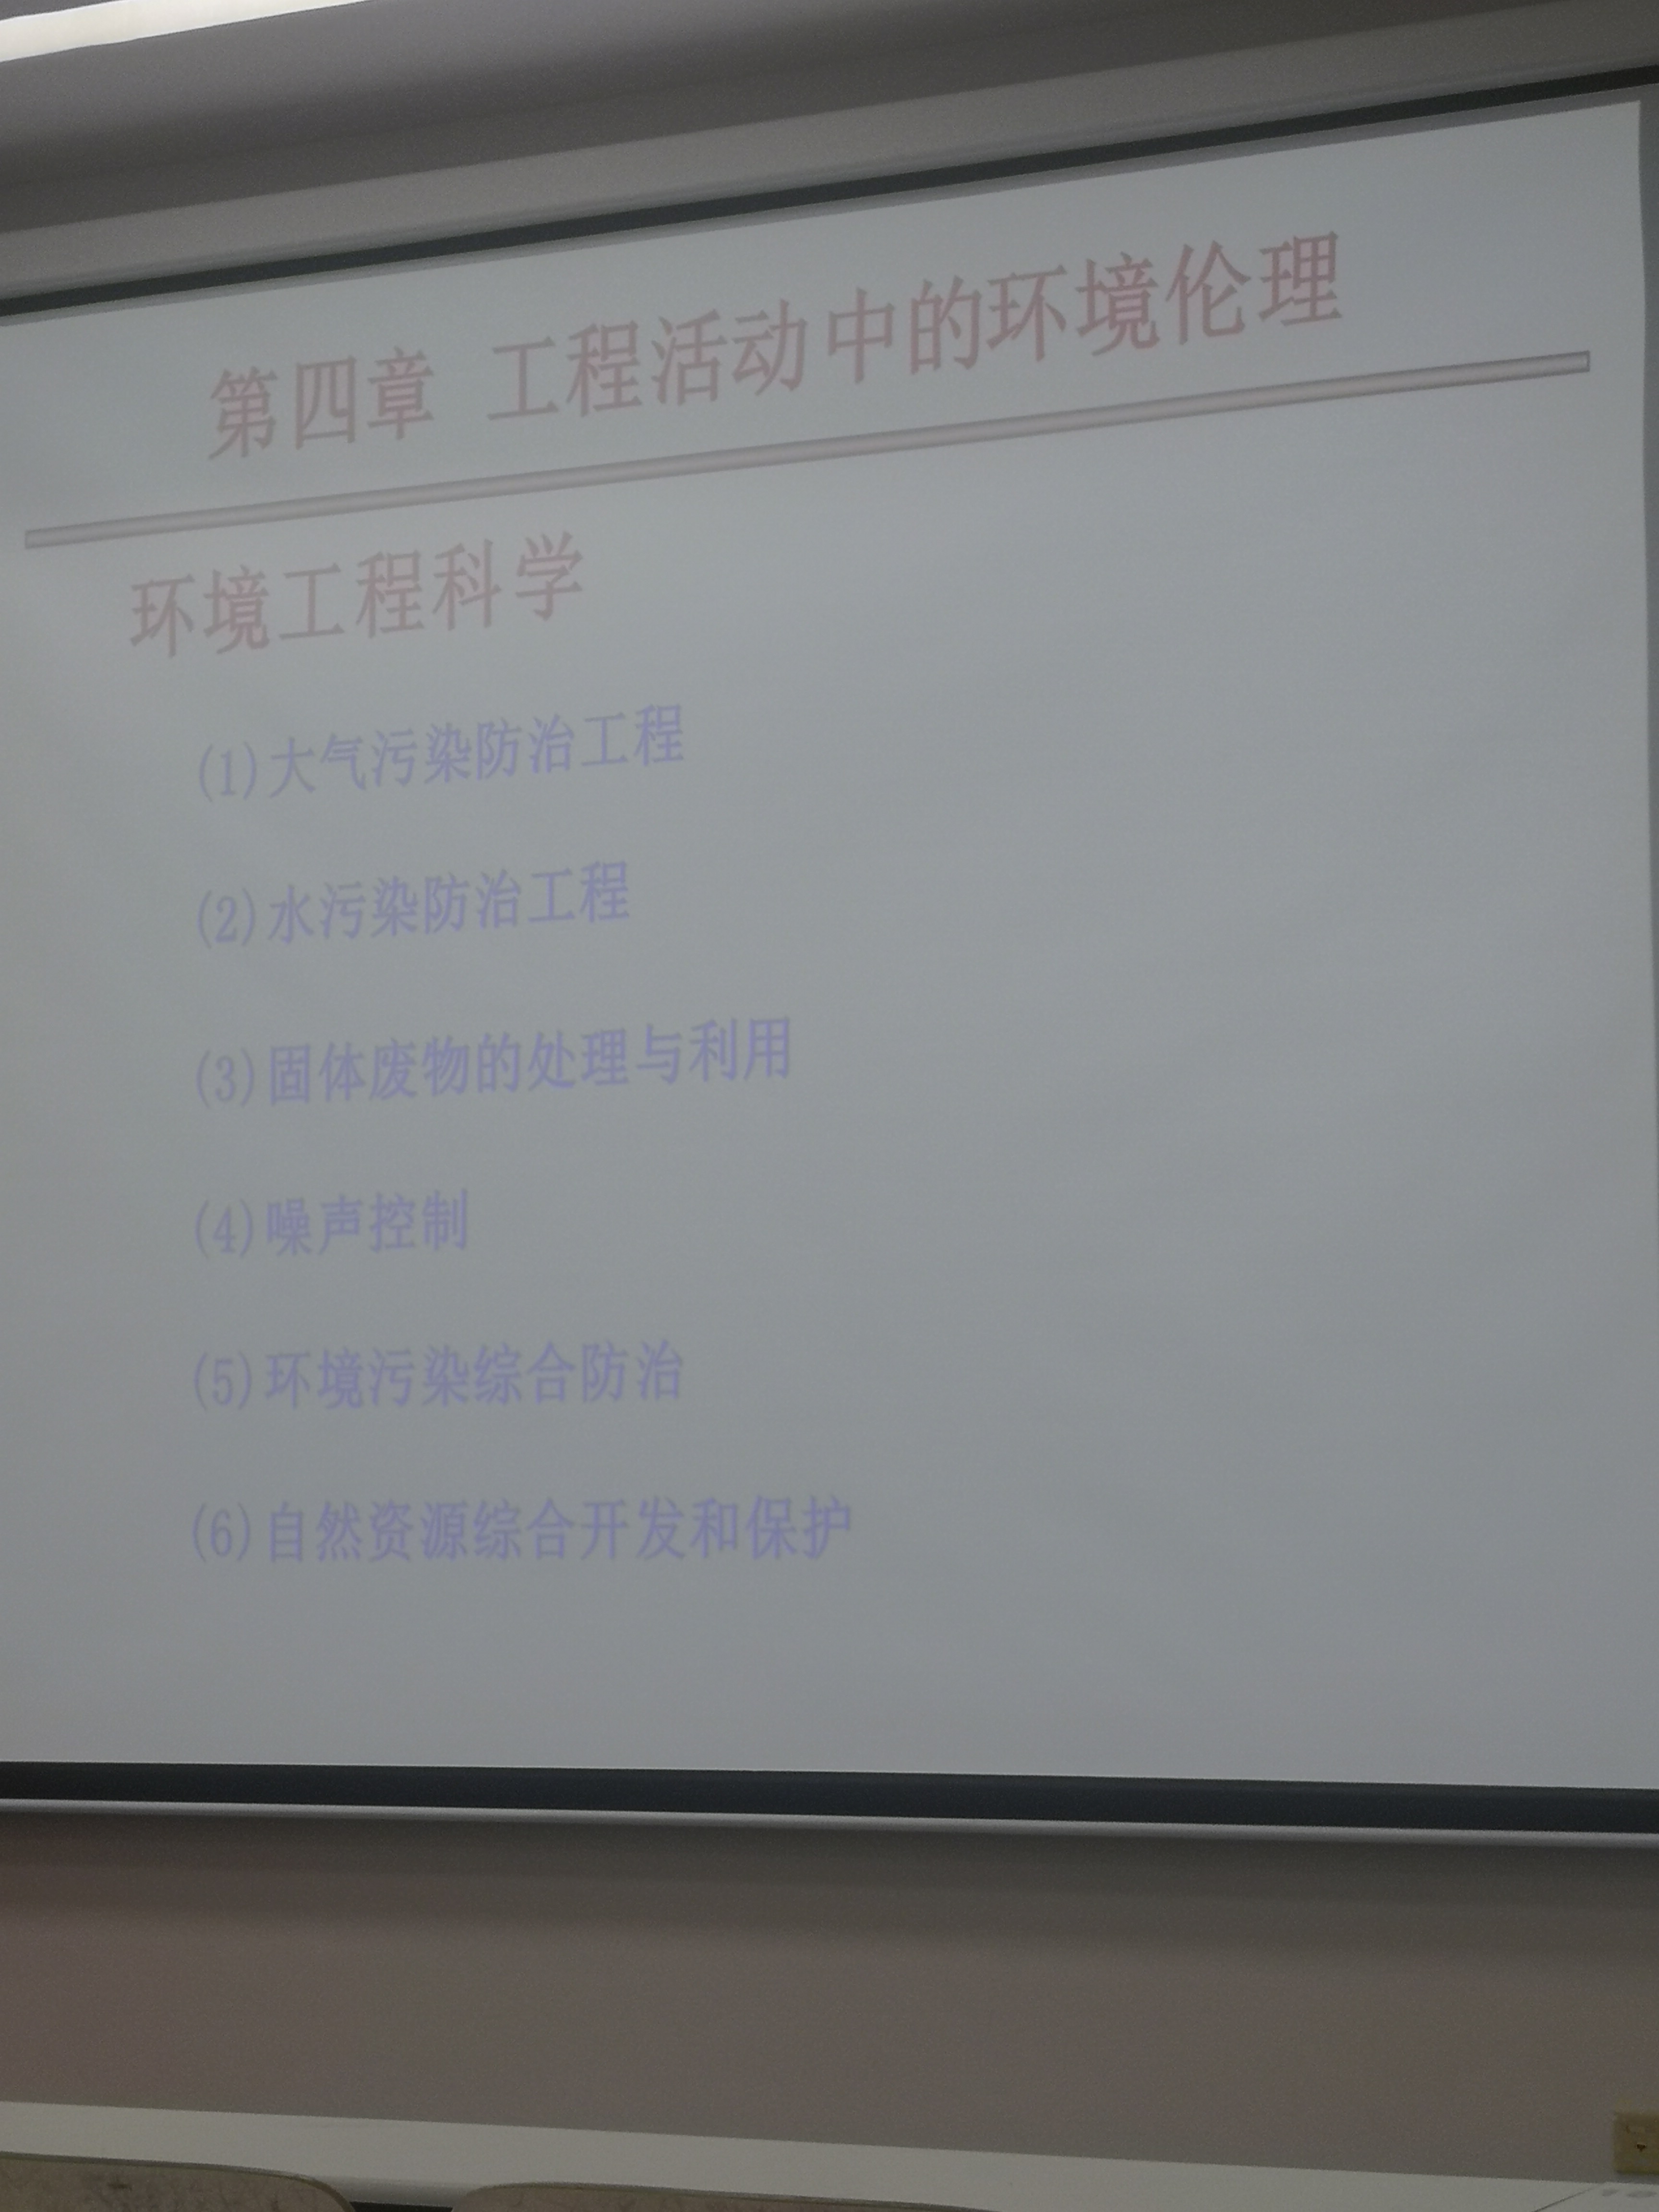 第四章 工程活动中的环境伦理
环境工程科学
(1)大气污染防治工程
(2)水污染防治工程
(3)固体废物的处理与利用
(4)噪声控制
(5)环境污染综合防治
(6)自然资源综合开发和保护